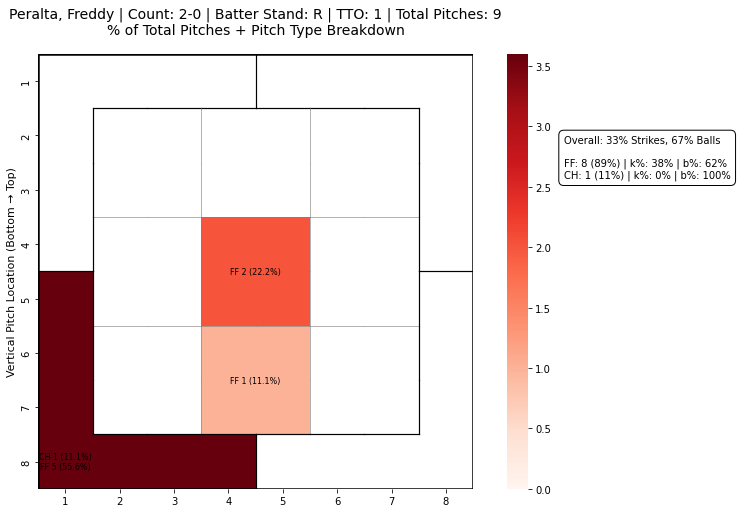 Peralta, Freddy | Count: 2-0 | Batter Stand: R | TTO: 1 | Total Pitches: 9
% of Total Pitches + Pitch Type Breakdown
Vertical Pitch Location (Bottom → Top)
1
2
3
4
5
6
7
8
FF 2 (22.2%)
FF 1 (11.1%)
CH 1 (11.1%)
FF 5 (55.6%)
1 2 3 4 5 6 7 8
3.5
3.0
2.5
2.0
1.5
1.0
0.5
0.0
Overall: 33% Strikes, 67% Balls
FF: 8 (89%) | k%: 38% | b%: 62%
CH: 1 (11%) | k%: 0% | b%: 100%